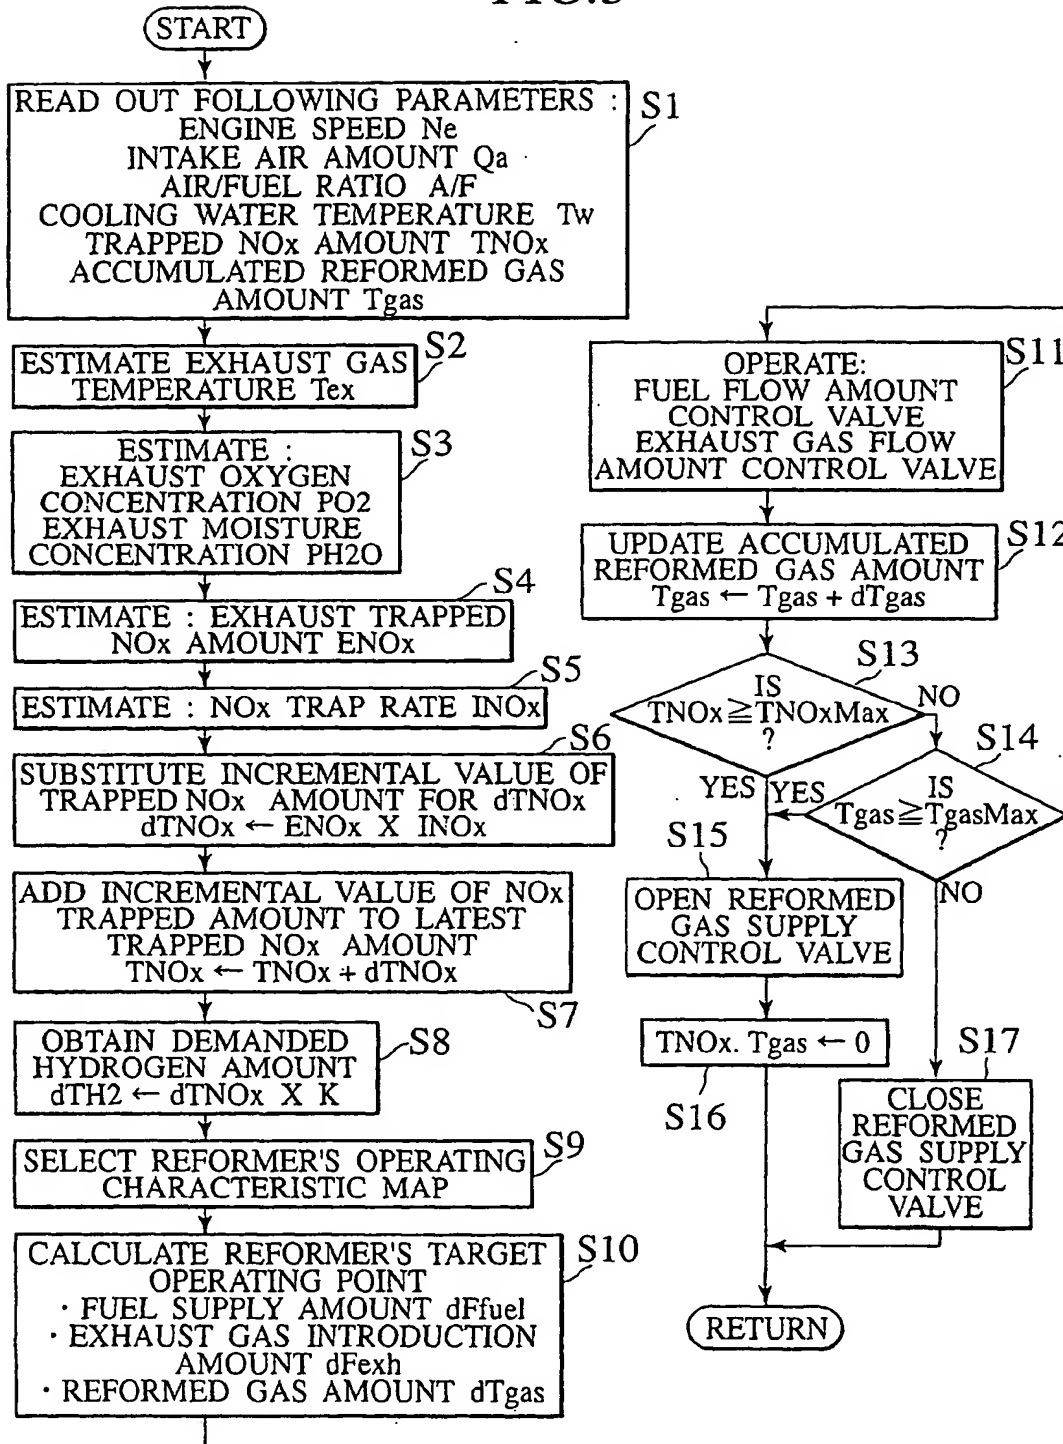 FIG.3
START
READ OUT FOLLOWING PARAMETERS :
ENGINE SPEED Ne
INTAKE AIR AMOUNT Qa
AIR/FUEL RATIO A/F
COOLING WATER TEMPERATURE Tw
TRAPPED NOx AMOUNT TNOx
ACCUMULATED REFORMED GAS
AMOUNT Tgas
S1
ESTIMATE EXHAUST GAS
TEMPERATURE Tex
S2
ESTIMATE :
EXHAUST OXYGEN
CONCENTRATION PO2
EXHAUST MOISTURE
CONCENTRATION PH2O
S3
S4
ESTIMATE : EXHAUST TRAPPED
NOx AMOUNT ENOx
S5
ESTIMATE : NOx TRAP RATE INOx
S6
SUBSTITUTE INCREMENTAL VALUE OF
TRAPPED NOx AMOUNT FOR dTNOx
dTNOx ← ENOx X INOx
ADD INCREMENTAL VALUE OF NOx
TRAPPED AMOUNT TO LATEST
TRAPPED NOx AMOUNT
TNOx ← TNOx + dTNOx
S7
OBTAIN DEMANDED
HYDROGEN AMOUNT
dTH2 ← dTNOx X K
S8
SELECT REFORMER'S OPERATING
CHARACTERISTIC MAP
S9
CALCULATE REFORMER'S TARGET
OPERATING POINT
· FUEL SUPPLY AMOUNT dFfuel
· EXHAUST GAS INTRODUCTION
AMOUNT dFexh
· REFORMED GAS AMOUNT dTgas
S10
OPERATE:
FUEL FLOW AMOUNT
CONTROL VALVE
EXHAUST GAS FLOW
AMOUNT CONTROL VALVE
S11
UPDATE ACCUMULATED
REFORMED GAS AMOUNT
Tgas ← Tgas + dTgas
S12
S13
IS
TNOx≧TNOxMax
?
NO
YES
S14
IS
Tgas≧TgasMax
?
YES
NO
S15
OPEN REFORMED
GAS SUPPLY
CONTROL VALVE
TNOx. Tgas ← 0
S16
S17
CLOSE
REFORMED
GAS SUPPLY
CONTROL
VALVE
RETURN